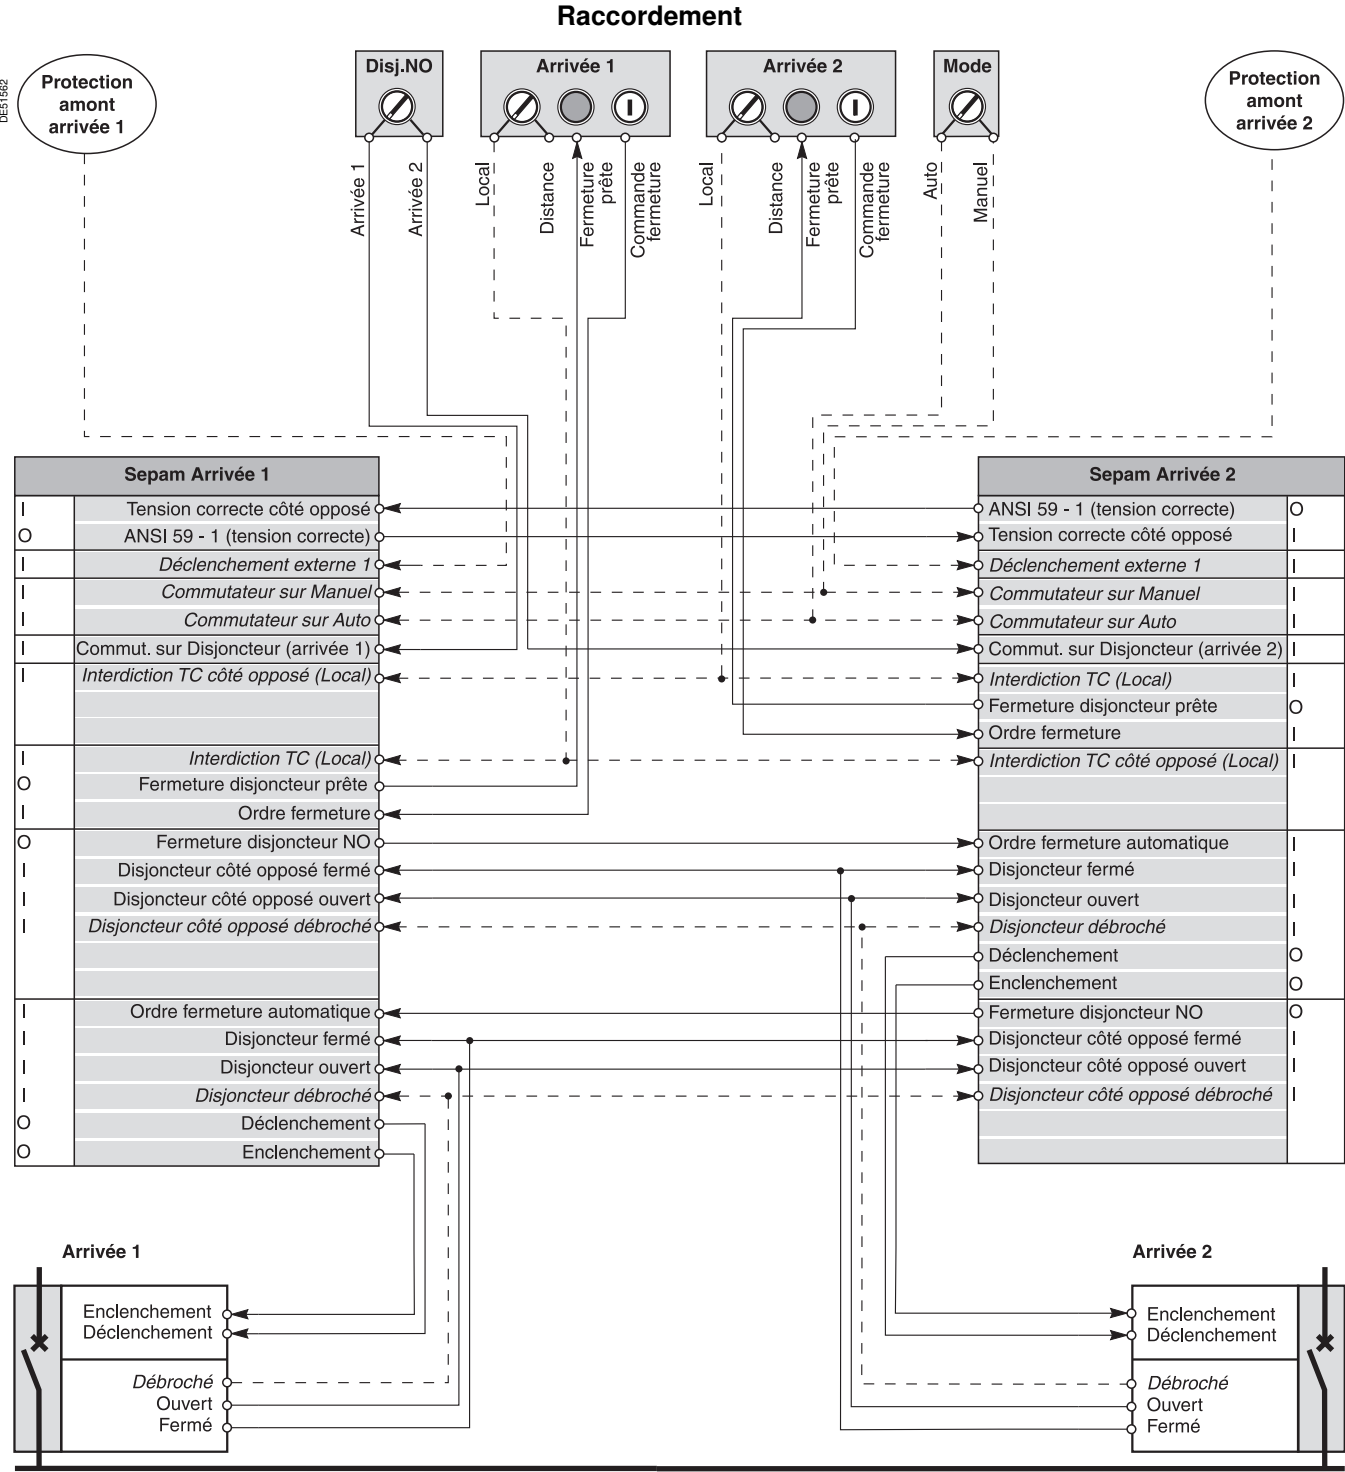 Raccordement
DE51562
Protection
amont
arrivée 1
Disj.NO
Arrivée 1
Arrivée 2
Mode
Protection
amont
arrivée 2
Arrivée 1
Arrivée 2
Local
Distance
Fermeture
prête
Commande
fermeture
Local
Distance
Fermeture
prête
Commande
fermeture
Auto
Manuel
Sepam Arrivée 1
I Tension correcte côté opposé
O ANSI 59 - 1 (tension correcte)
I Déclenchement externe 1
I Commutateur sur Manuel
I Commutateur sur Auto
I Commut. sur Disjoncteur (arrivée 1)
I Interdiction TC côté opposé (Local)
I Interdiction TC (Local)
O Fermeture disjoncteur prête
I Ordre fermeture
O Fermeture disjoncteur NO
I Disjoncteur côté opposé fermé
I Disjoncteur côté opposé ouvert
I Disjoncteur côté opposé débroché
I Ordre fermeture automatique
I Disjoncteur fermé
I Disjoncteur ouvert
I Disjoncteur débroché
O Déclenchement
O Enclenchement
Sepam Arrivée 2
ANSI 59 - 1 (tension correcte) O
Tension correcte côté opposé I
Déclenchement externe 1 I
Commutateur sur Manuel I
Commutateur sur Auto I
Commut. sur Disjoncteur (arrivée 2) I
Interdiction TC (Local) I
Fermeture disjoncteur prête O
Ordre fermeture I
Interdiction TC côté opposé (Local) I
Ordre fermeture automatique I
Disjoncteur fermé I
Disjoncteur ouvert I
Disjoncteur débroché I
Déclenchement O
Enclenchement O
Fermeture disjoncteur NO O
Disjoncteur côté opposé fermé I
Disjoncteur côté opposé ouvert I
Disjoncteur côté opposé débroché I
Arrivée 1
Enclenchement
Déclenchement
Débroché
Ouvert
Fermé
Arrivée 2
Enclenchement
Déclenchement
Débroché
Ouvert
Fermé